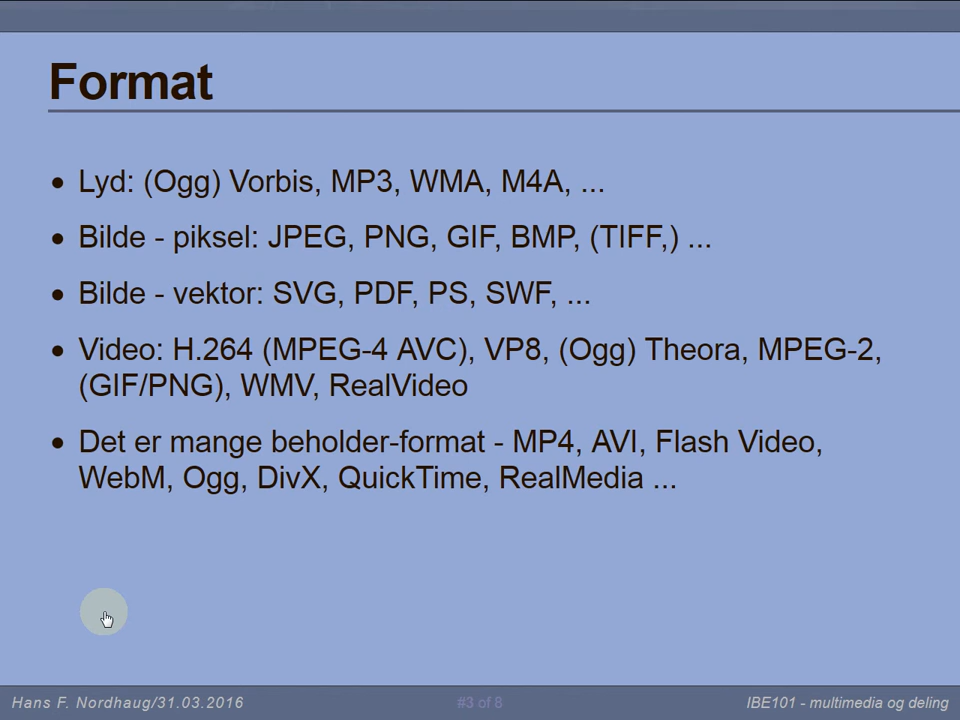 Format
• Lyd: (Ogg) Vorbis, MP3, WMA, M4A, ...
• Bilde - piksel: JPEG, PNG, GIF, BMP, (TIFF,) ...
• Bilde - vektor: SVG, PDF, PS, SWF, ...
• Video: H.264 (MPEG-4 AVC), VP8, (Ogg) Theora, MPEG-2,
(GIF/PNG), WMV, RealVideo
• Det er mange beholder-format - MP4, AVI, Flash Video,
WebM, Ogg, DivX, QuickTime, RealMedia ...
Hans F. Nordhaug/31.03.2016
#3 of 8
IBE101 - multimedia og deling